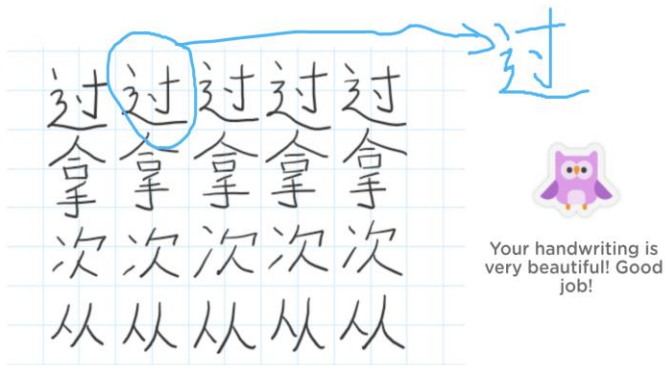 过
过 过 过 过 过
拿 拿 拿 拿 拿
次 次 次 次 次
从 从 从 从 从
Your handwriting is
very beautiful! Good
job!